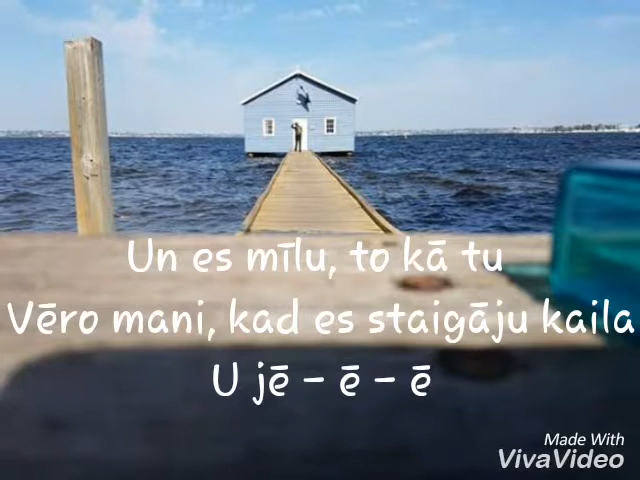 Un es mīlu, to kā tu
Vēro mani, kad es staigāju kaila
U jē - ē - ē
Made With
VivaVideo